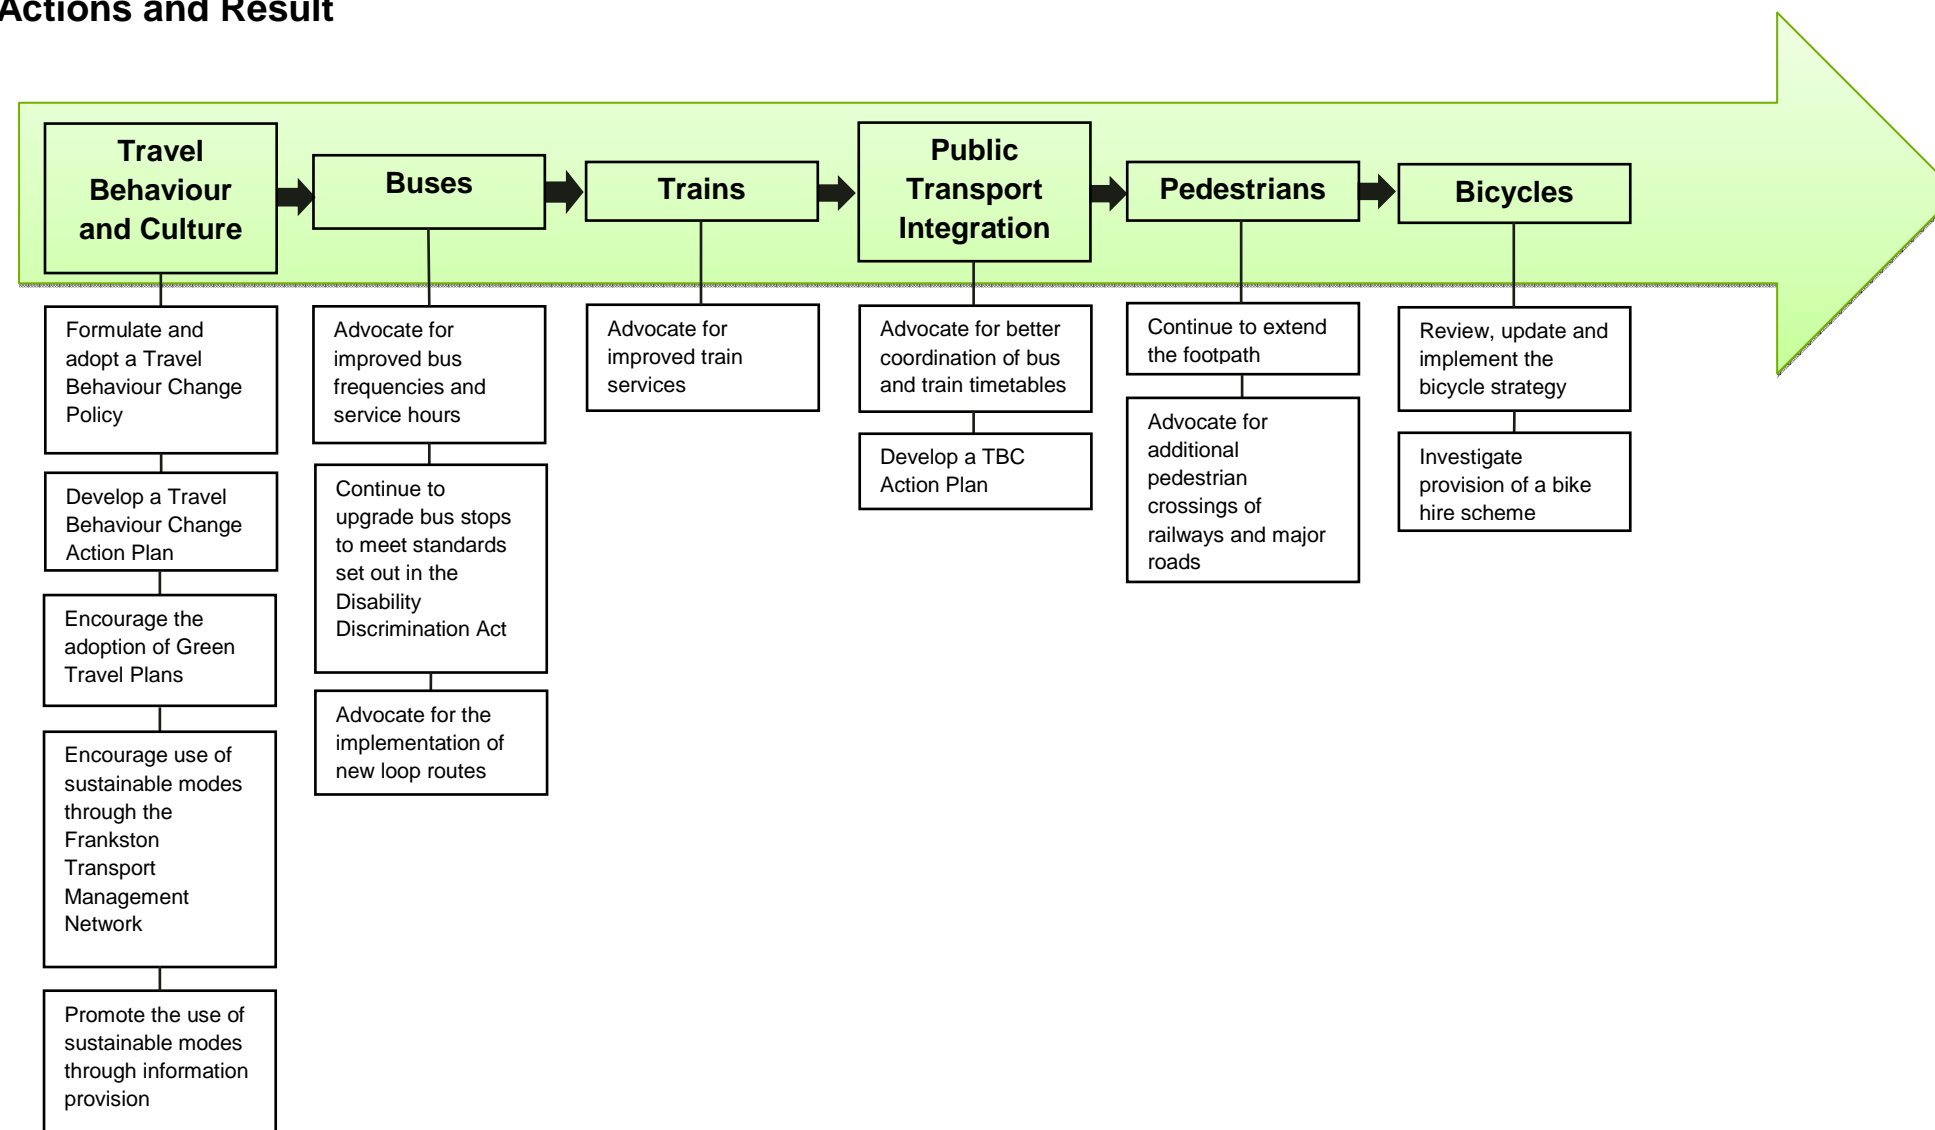 Actions and Result
Travel
Behaviour
and Culture
Buses
Trains
Public
Transport
Integration
Pedestrians
Bicycles
Formulate and
adopt a Travel
Behaviour Change
Policy
Develop a Travel
Behaviour Change
Action Plan
Encourage the
adoption of Green
Travel Plans
Encourage use of
sustainable modes
through the
Frankston
Transport
Management
Network
Promote the use of
sustainable modes
through information
provision
Advocate for
improved bus
frequencies and
service hours
Continue to
upgrade bus stops
to meet standards
set out in the
Disability
Discrimination Act
Advocate for the
implementation of
new loop routes
Advocate for
improved train
services
Advocate for better
coordination of bus
and train timetables
Develop a TBC
Action Plan
Continue to extend
the footpath
Advocate for
additional
pedestrian
crossings of
railways and major
roads
Review, update and
implement the
bicycle strategy
Investigate
provision of a bike
hire scheme